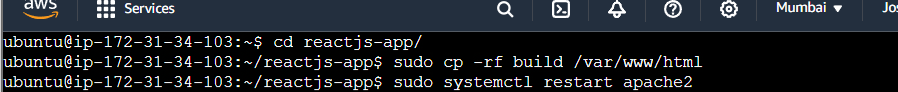 aws
Services
Mumbai ▼
Jos
ubuntu@ip-172-31-34-103:~$ cd reactjs-app/
ubuntu@ip-172-31-34-103:~/reactjs-app$ sudo cp -rf build /var/www/html
ubuntu@ip-172-31-34-103:~/reactjs-app$ sudo systemctl restart apache2